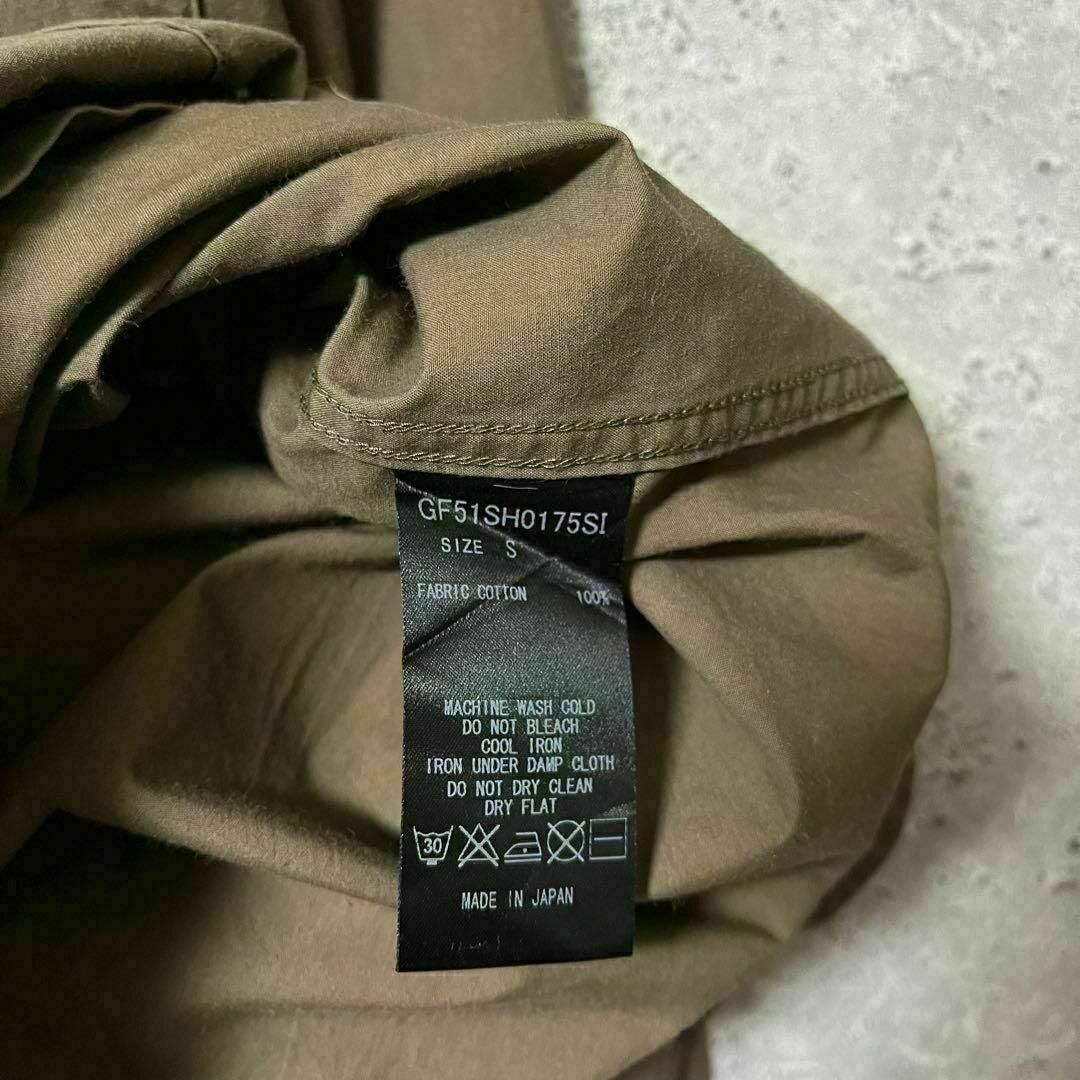 GF51SH0175SI
SIZE S
FABRIC COTTON 100%
MACHINE WASH COLD
DO NOT BLEACH
COOL IRON
IRON UNDER DAMP CLOTH
DO NOT DRY CLEAN
DRY FLAT
30
MADE IN JAPAN